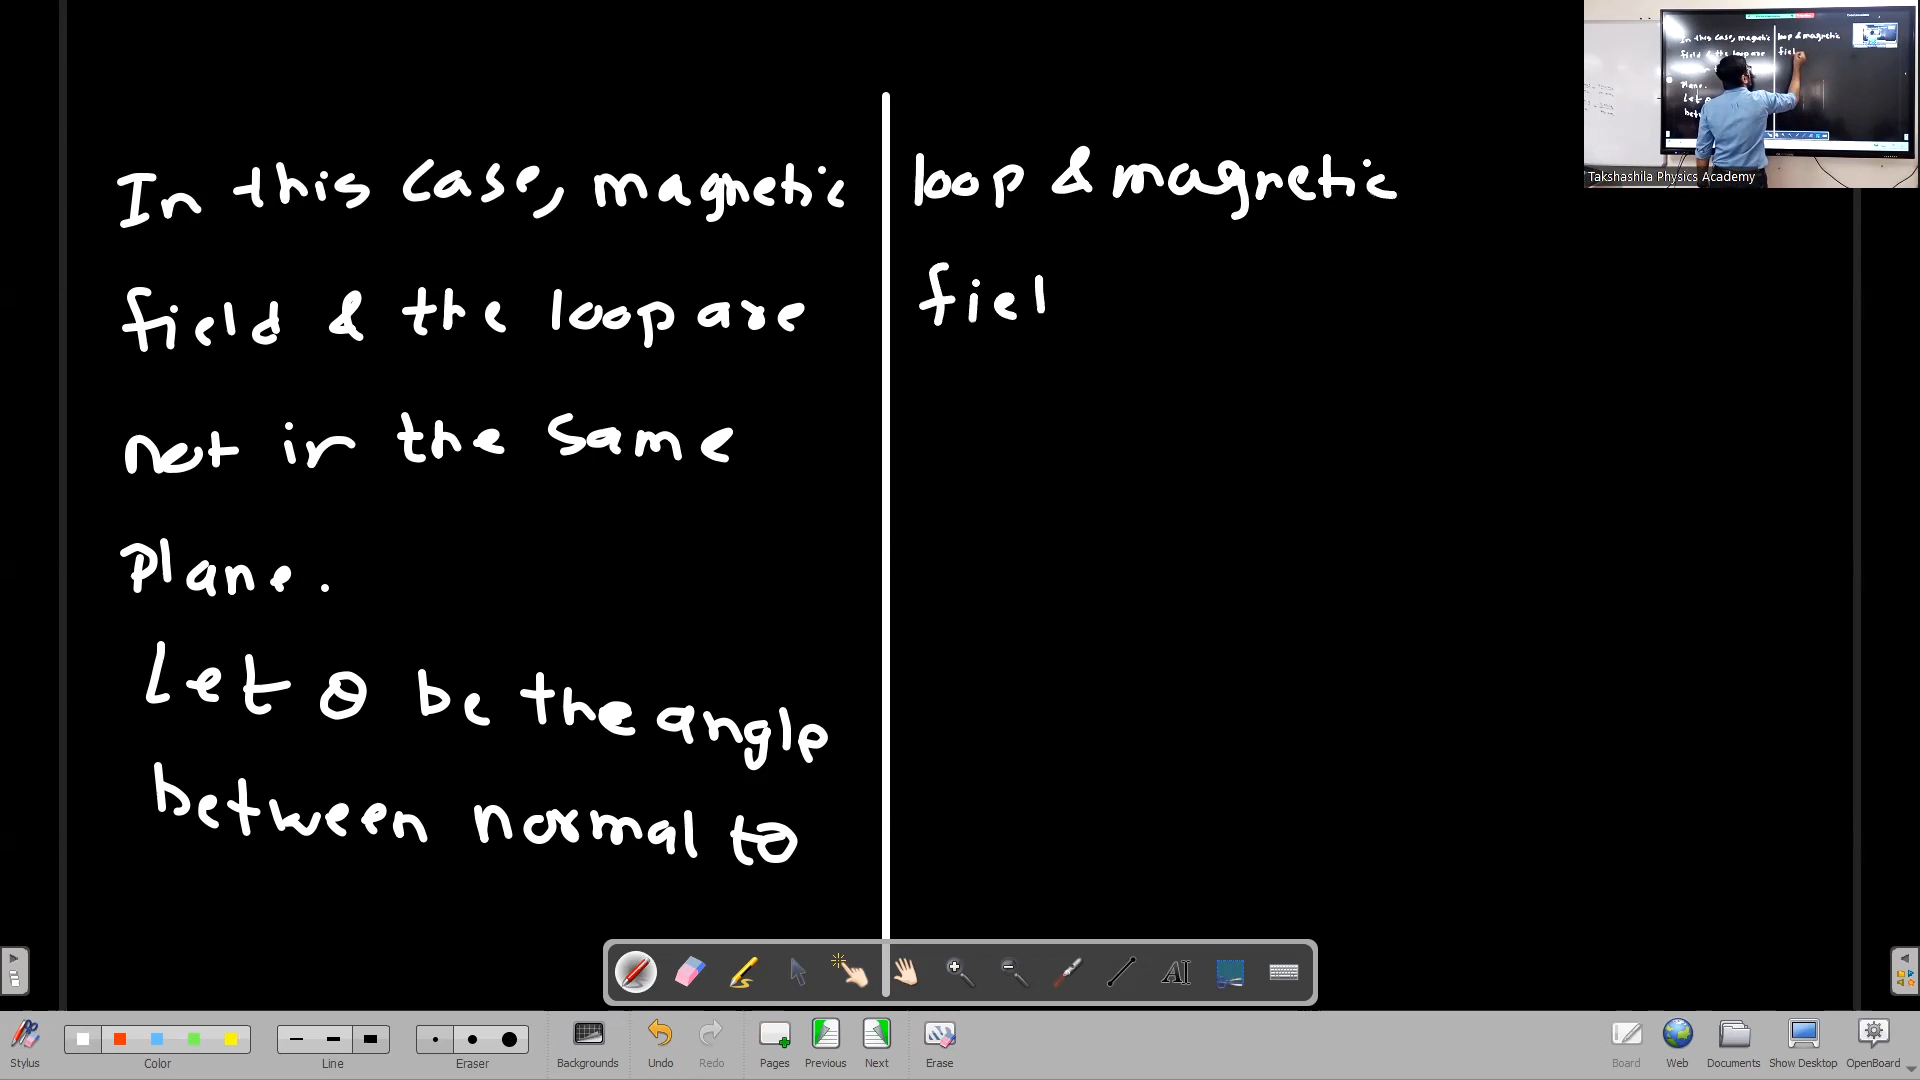 In this case, magnetic
field & the loop are
not in the same
Plane.
Let θ be the angle
between normal to
loop & magnetic
fiel
Takshashila Physics Academy
AI
Stylus
Color
Line
Eraser
Backgrounds
Undo
Redo
Pages
Previous
Next
Erase
Board
Web
Documents
Show Desktop
OpenBoard